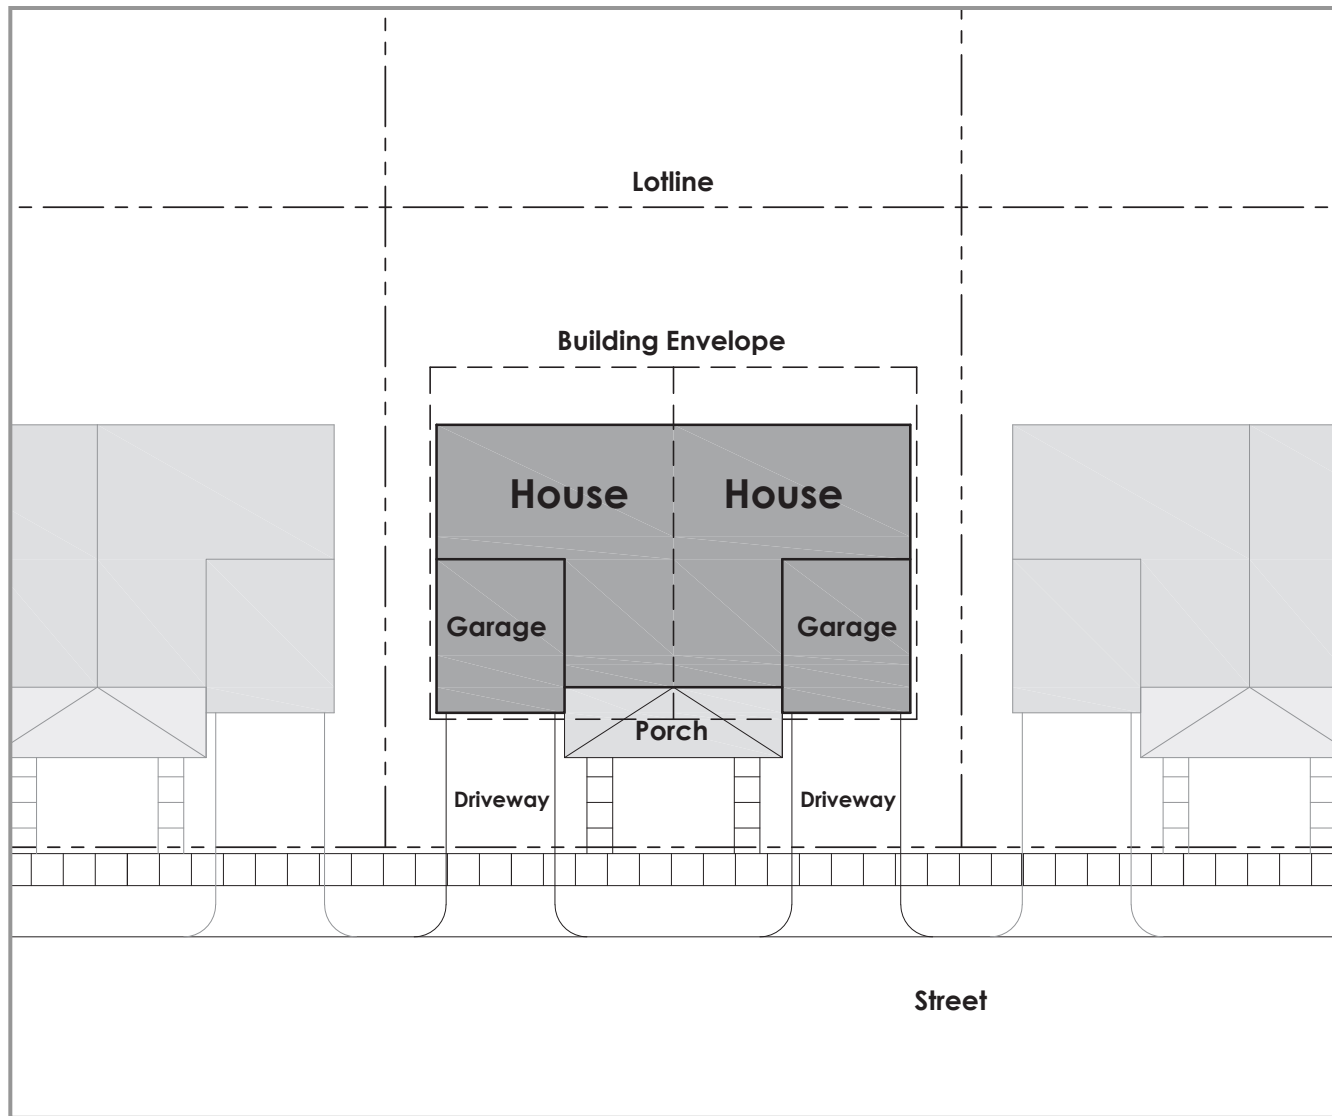 Lotline
Building Envelope
House House
Garage Garage
Porch
Driveway Driveway
Street